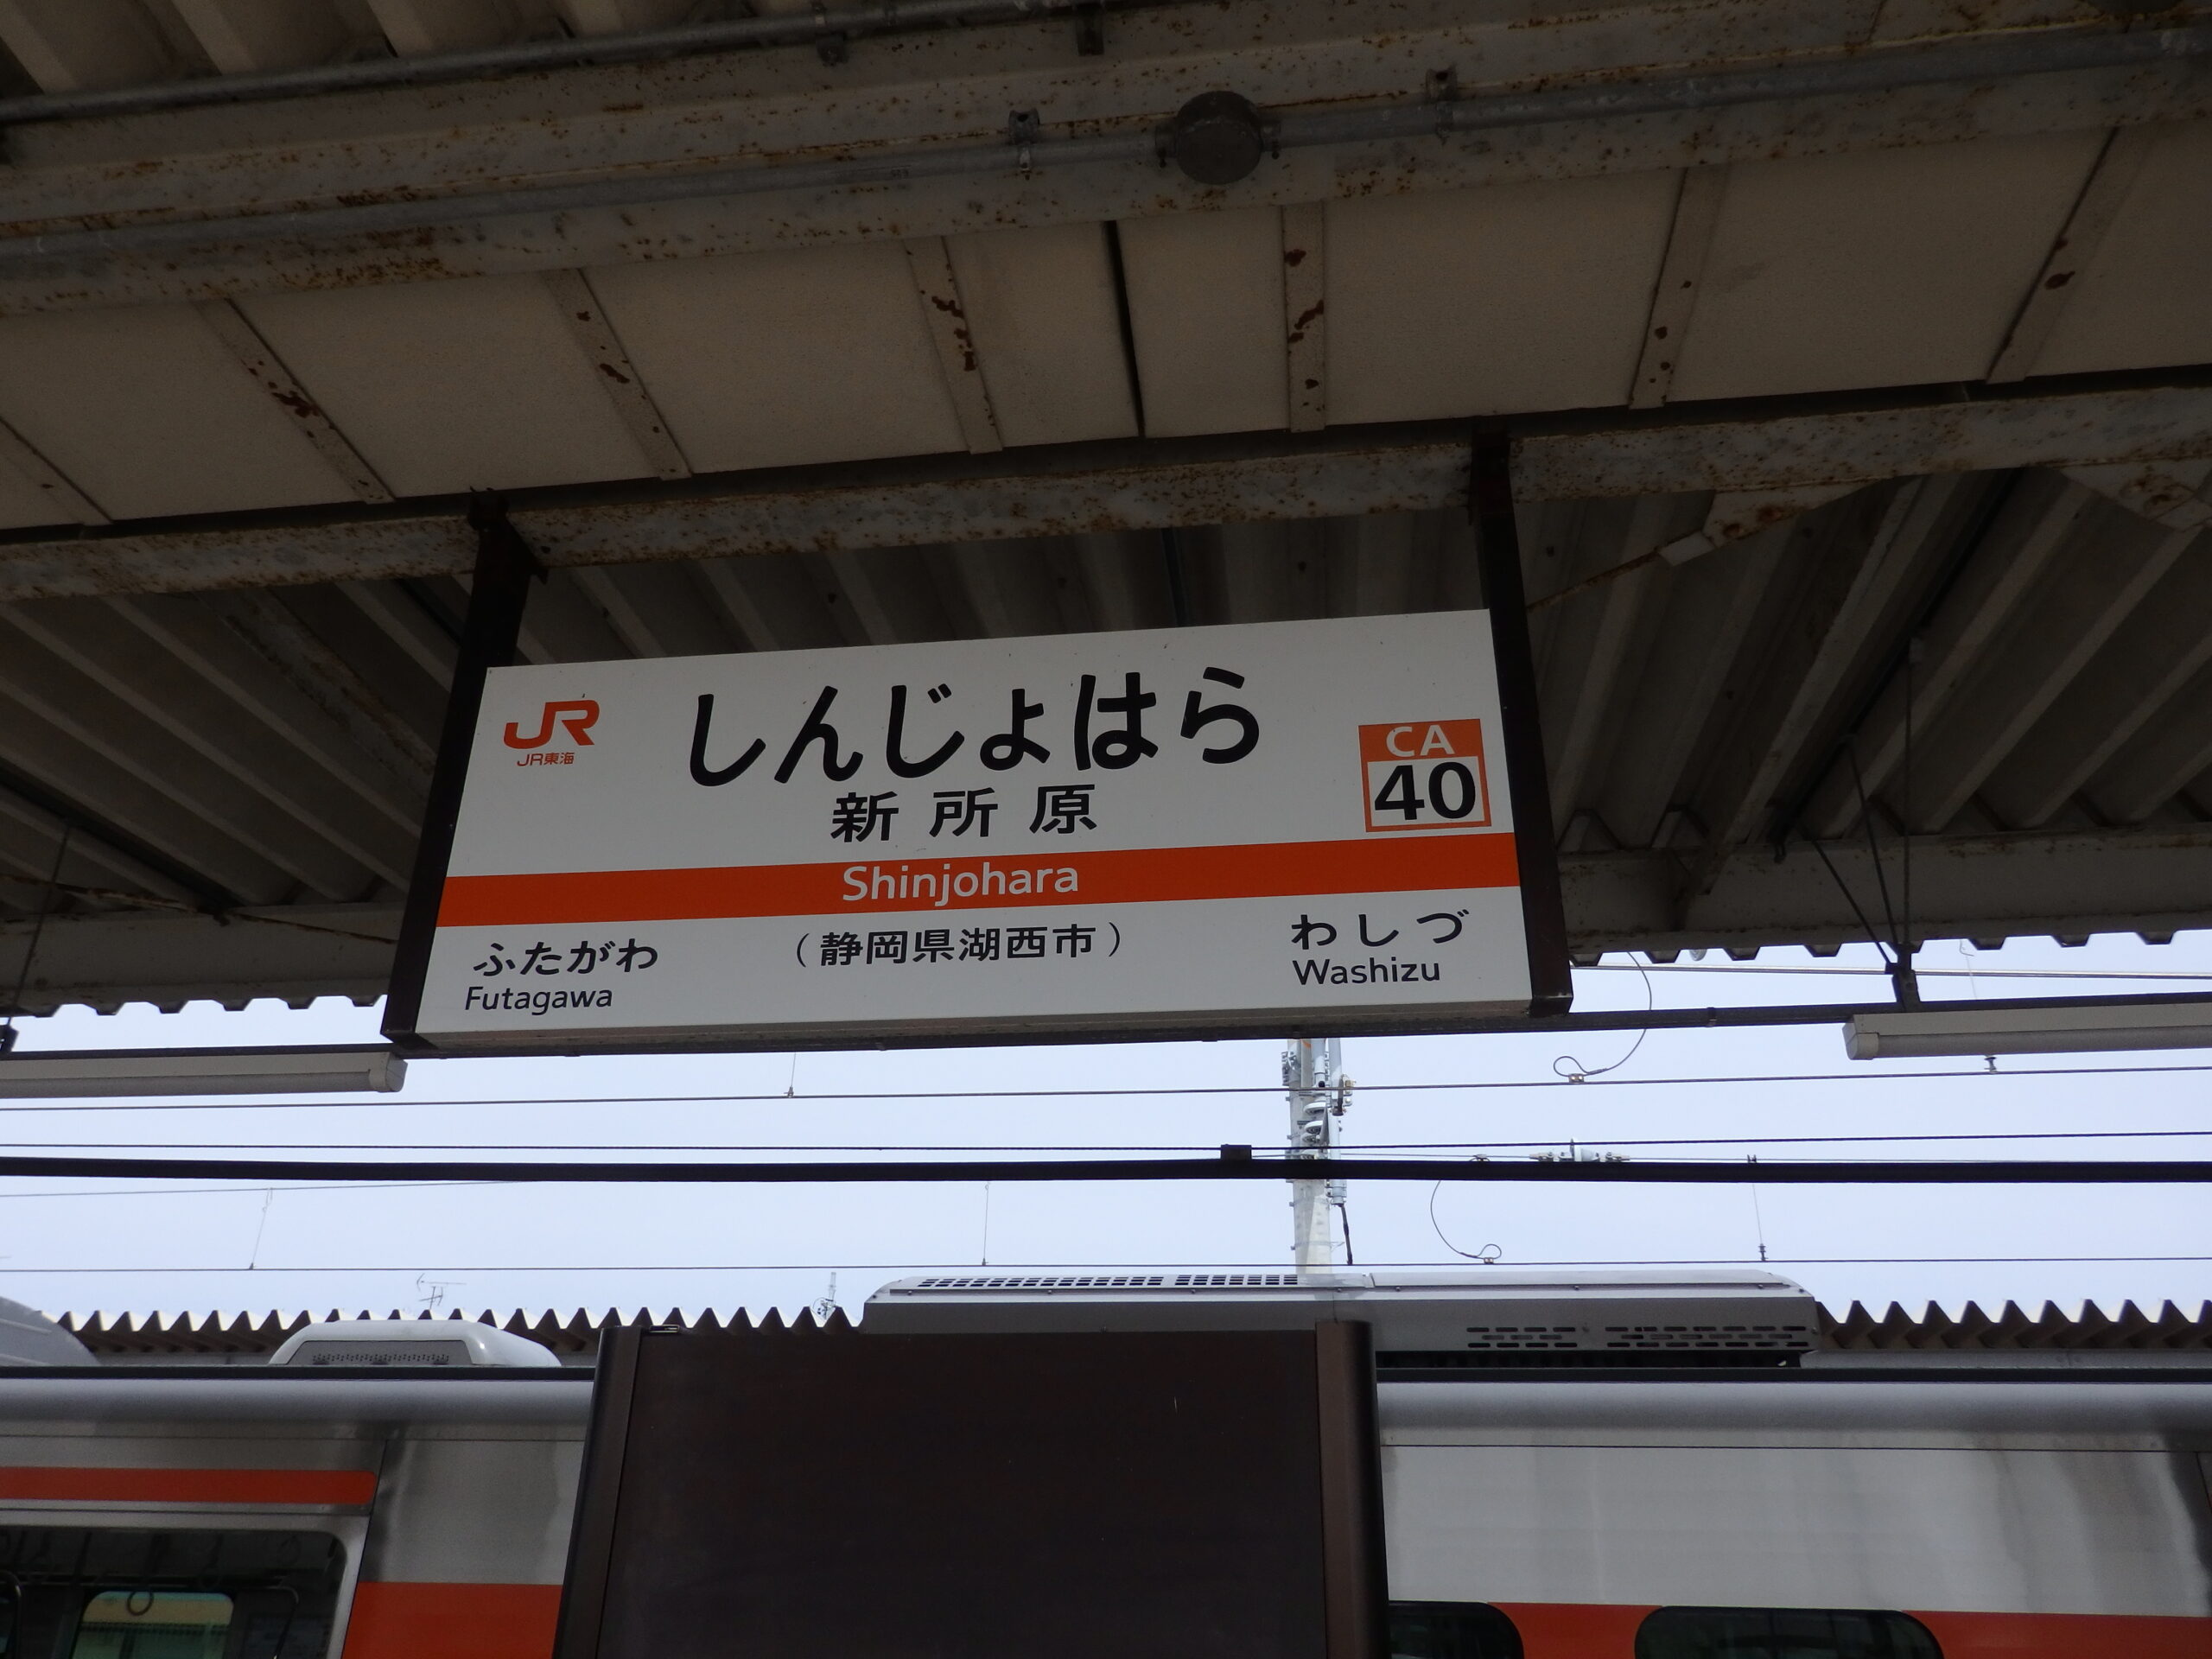 JR
JR東海
しんじょはら
新所原
CA
40
Shinjohara
ふたがわ
Futagawa
(静岡県湖西市)
わしづ
Washizu